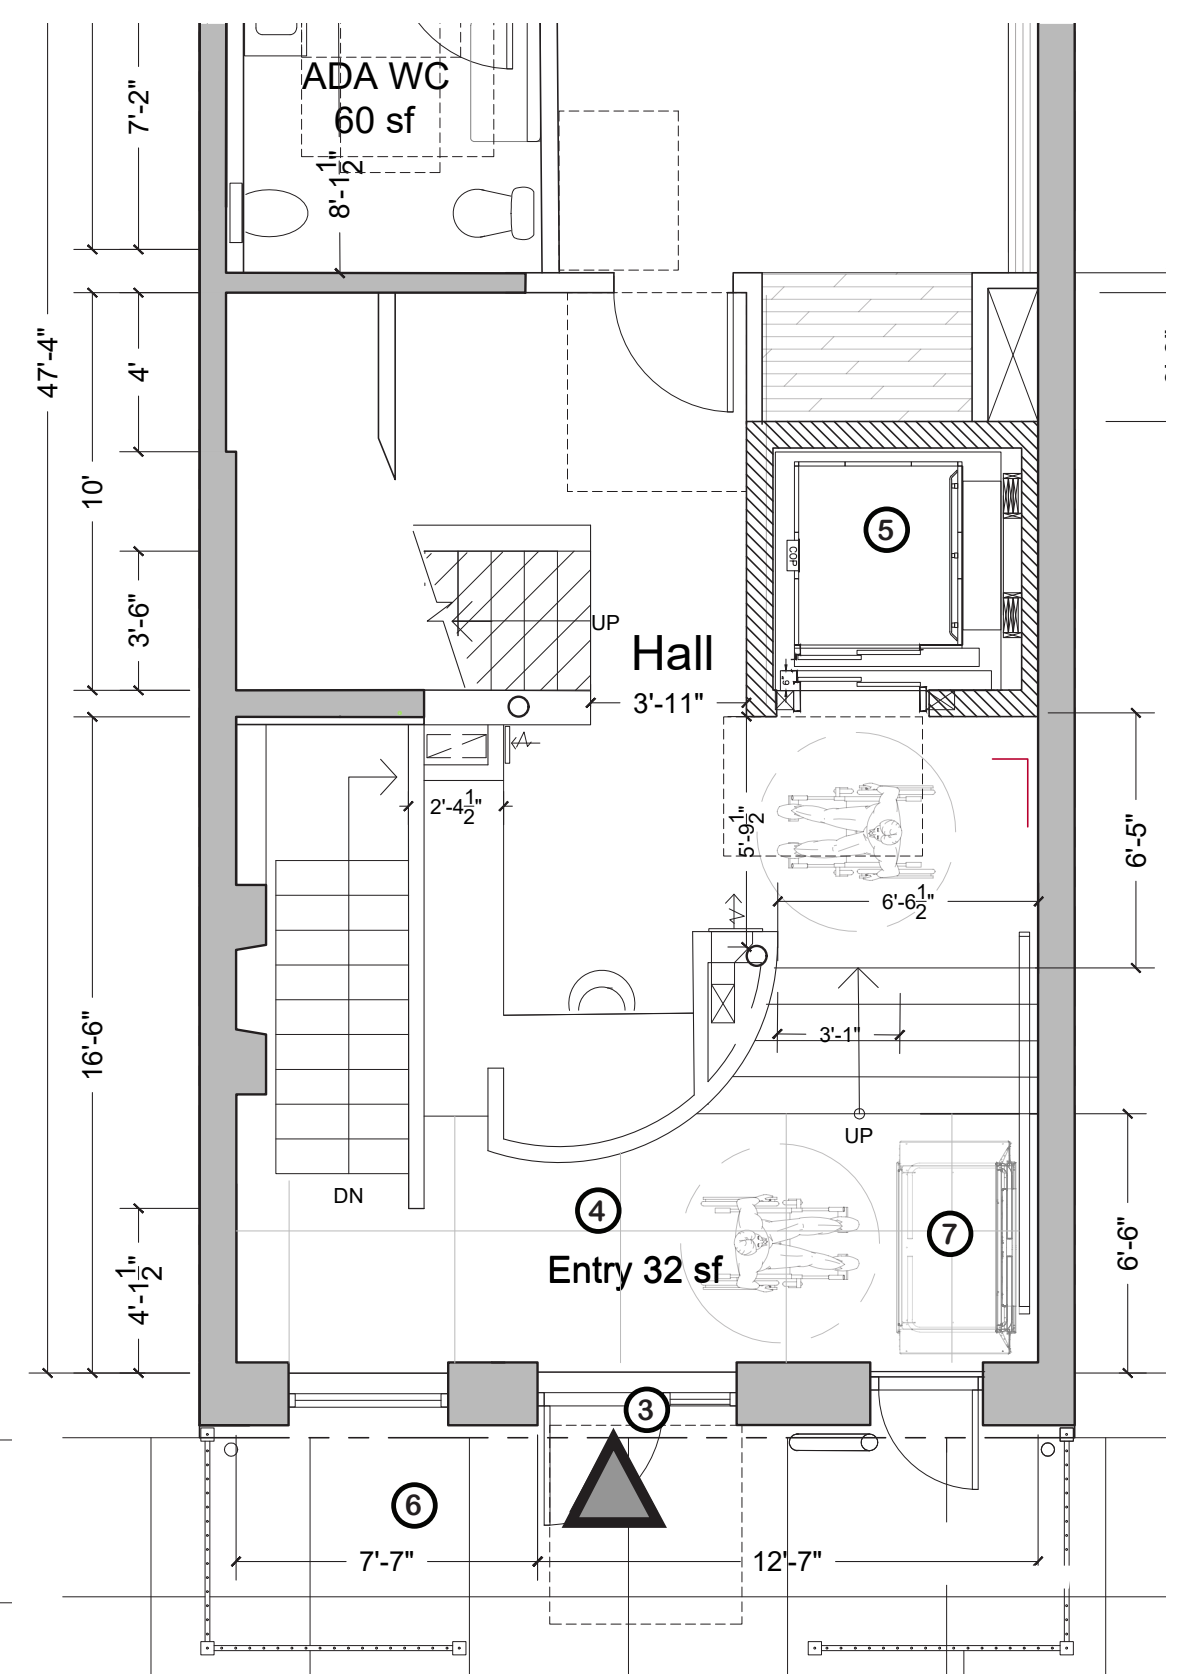 7'-2"
ADA WC
60 sf
8'-1 1/2"
47'-4"
4'
10'
5
COP
3'-6"
UP
Hall
3'-11"
2'-4 1/2"
5'-9 1/2"
6'-5"
6'-6 1/2"
3'-1"
16'-6"
UP
DN
4
7
Entry 32 sf
6'-6"
4'-1 1/2"
3
6
7'-7"
12'-7"